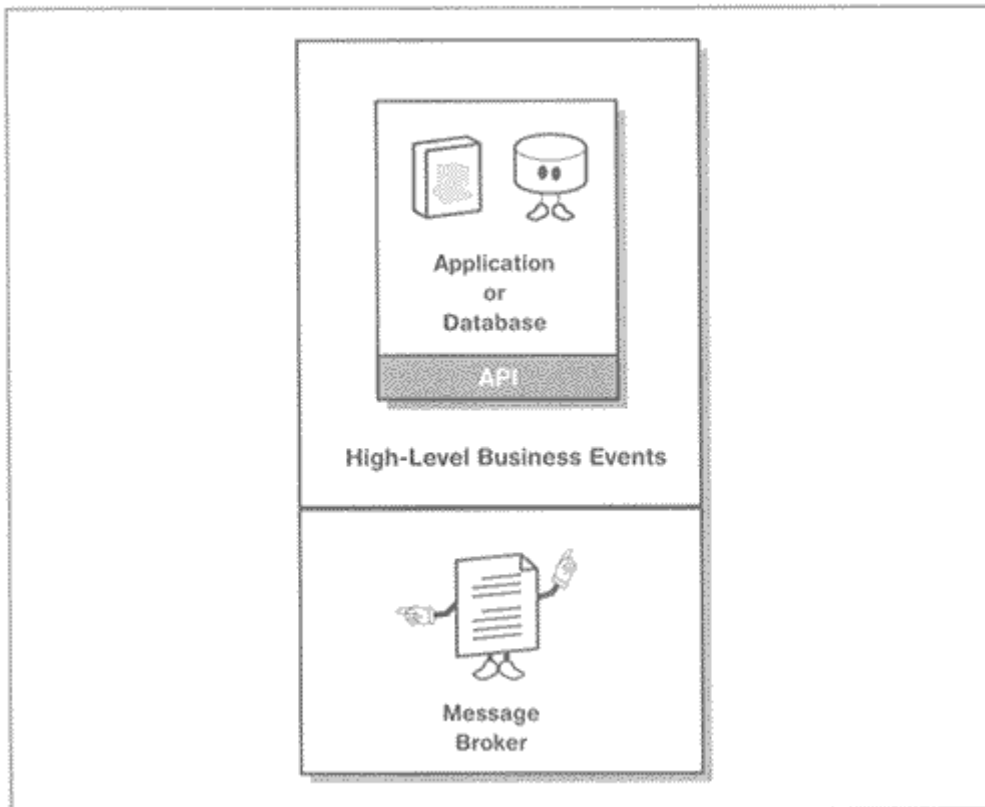 Application
or
Database
API
High-Level Business Events
Message
Broker